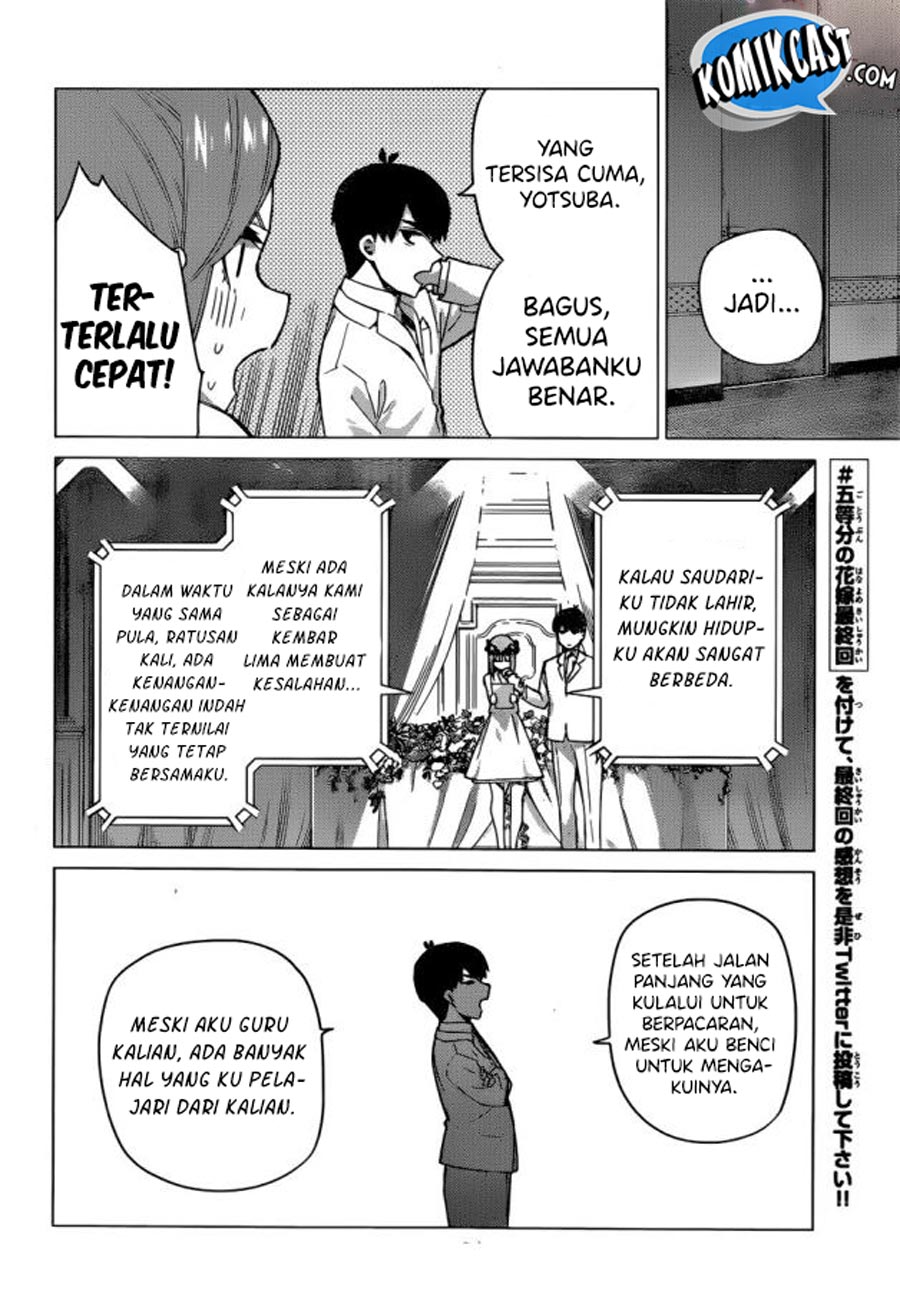 KOMIKCAST
.COM
...
JADI...
YANG
TERSISA CUMA,
YOTSUBA.
BAGUS,
SEMUA
JAWABANKU
BENAR.
TER-
TERLALU
CEPAT!
KALAU SAUDARI-
KU TIDAK LAHIR,
MUNGKIN HIDUP-
KU AKAN SANGAT
BERBEDA.
MESKI ADA
KALANYA KAMI
SEBAGAI
KEMBAR
LIMA MEMBUAT
KESALAHAN...
DALAM WAKTU
YANG SAMA
PULA, RATUSAN
KALI, ADA
KENANGAN-
KENANGAN INDAH
TAK TERNILAI
YANG TETAP
BERSAMAKU.
SETELAH JALAN
PANJANG YANG
KULALUI UNTUK
BERPACARAN,
MESKI AKU BENCI
UNTUK MENGA-
KUINYA.
MESKI AKU GURU
KALIAN, ADA BANYAK
HAL YANG KU PELA-
JARI DARI KALIAN.
#五等分の花嫁最終回を付けて、最終回の感想を是非Twitterに投稿して下さい!!